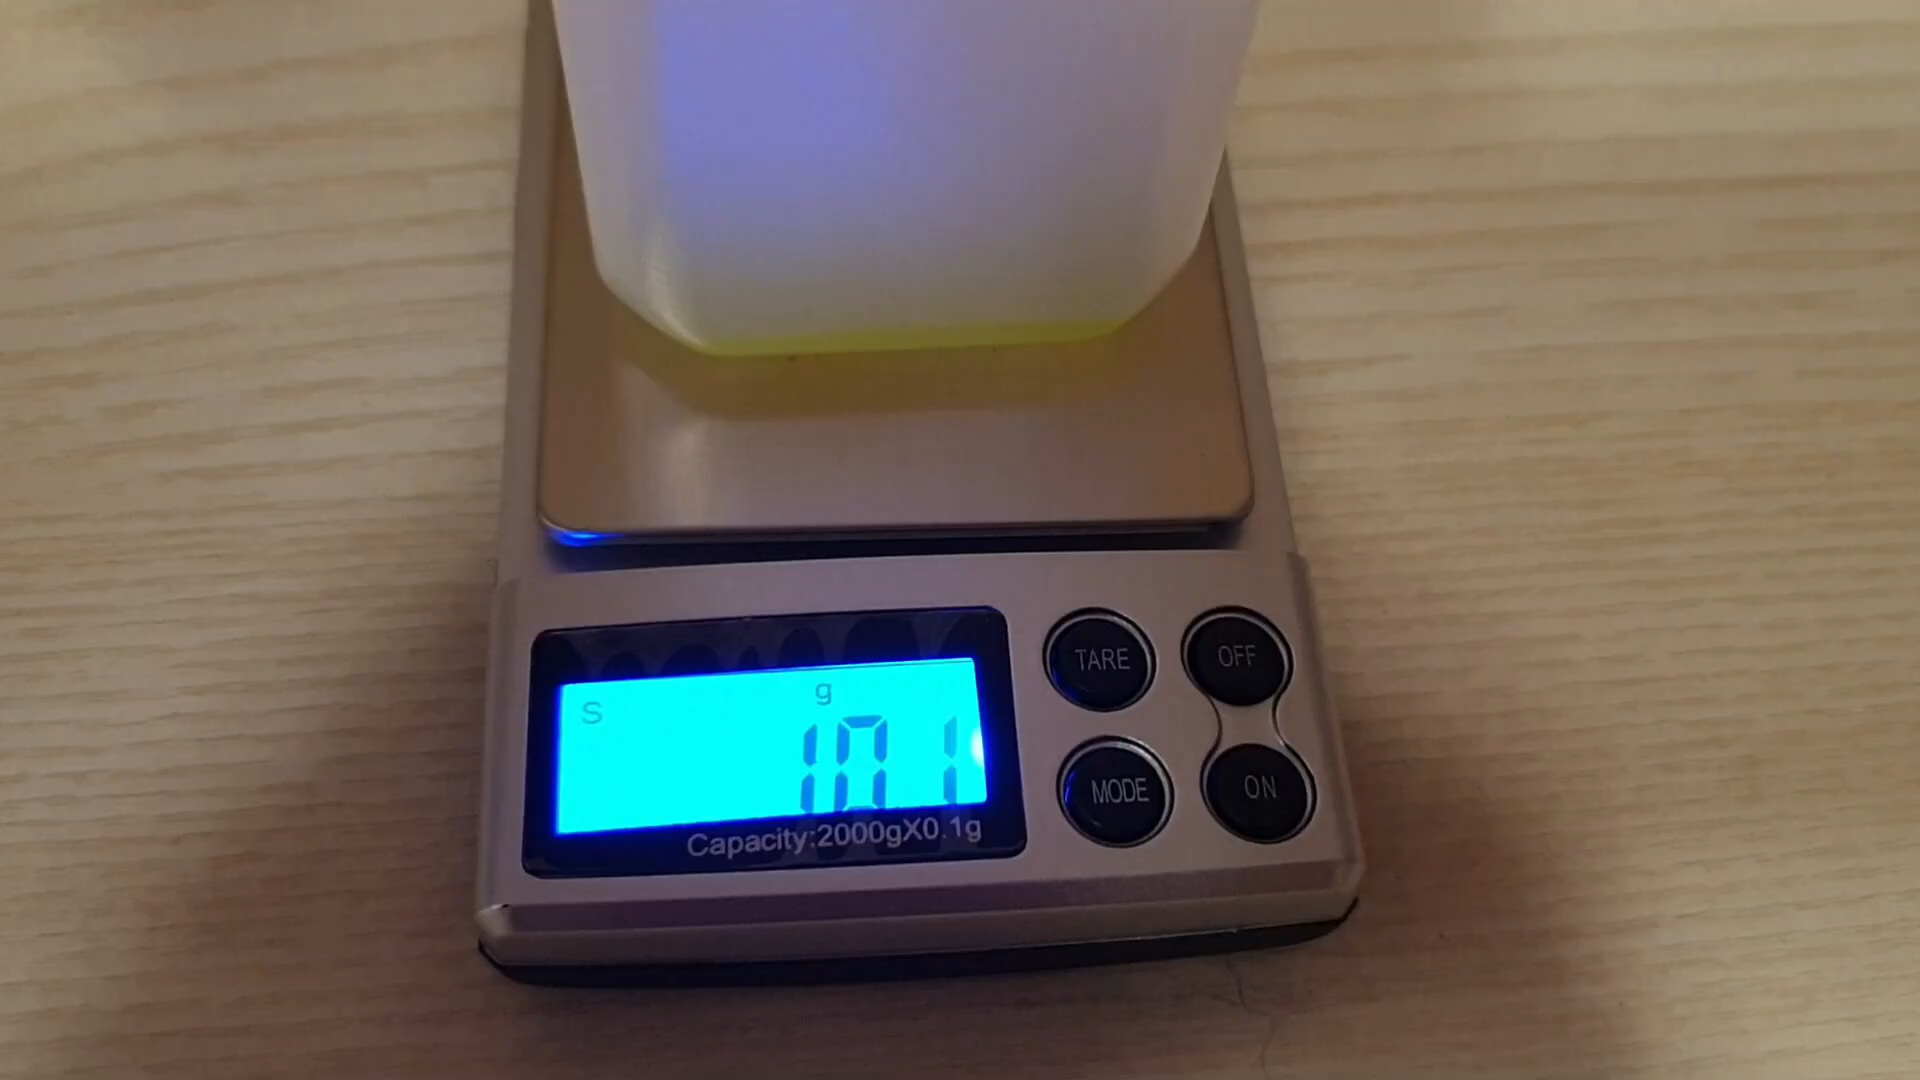 S g
10.1
Capacity:2000gX0.1g
TARE OFF
MODE ON